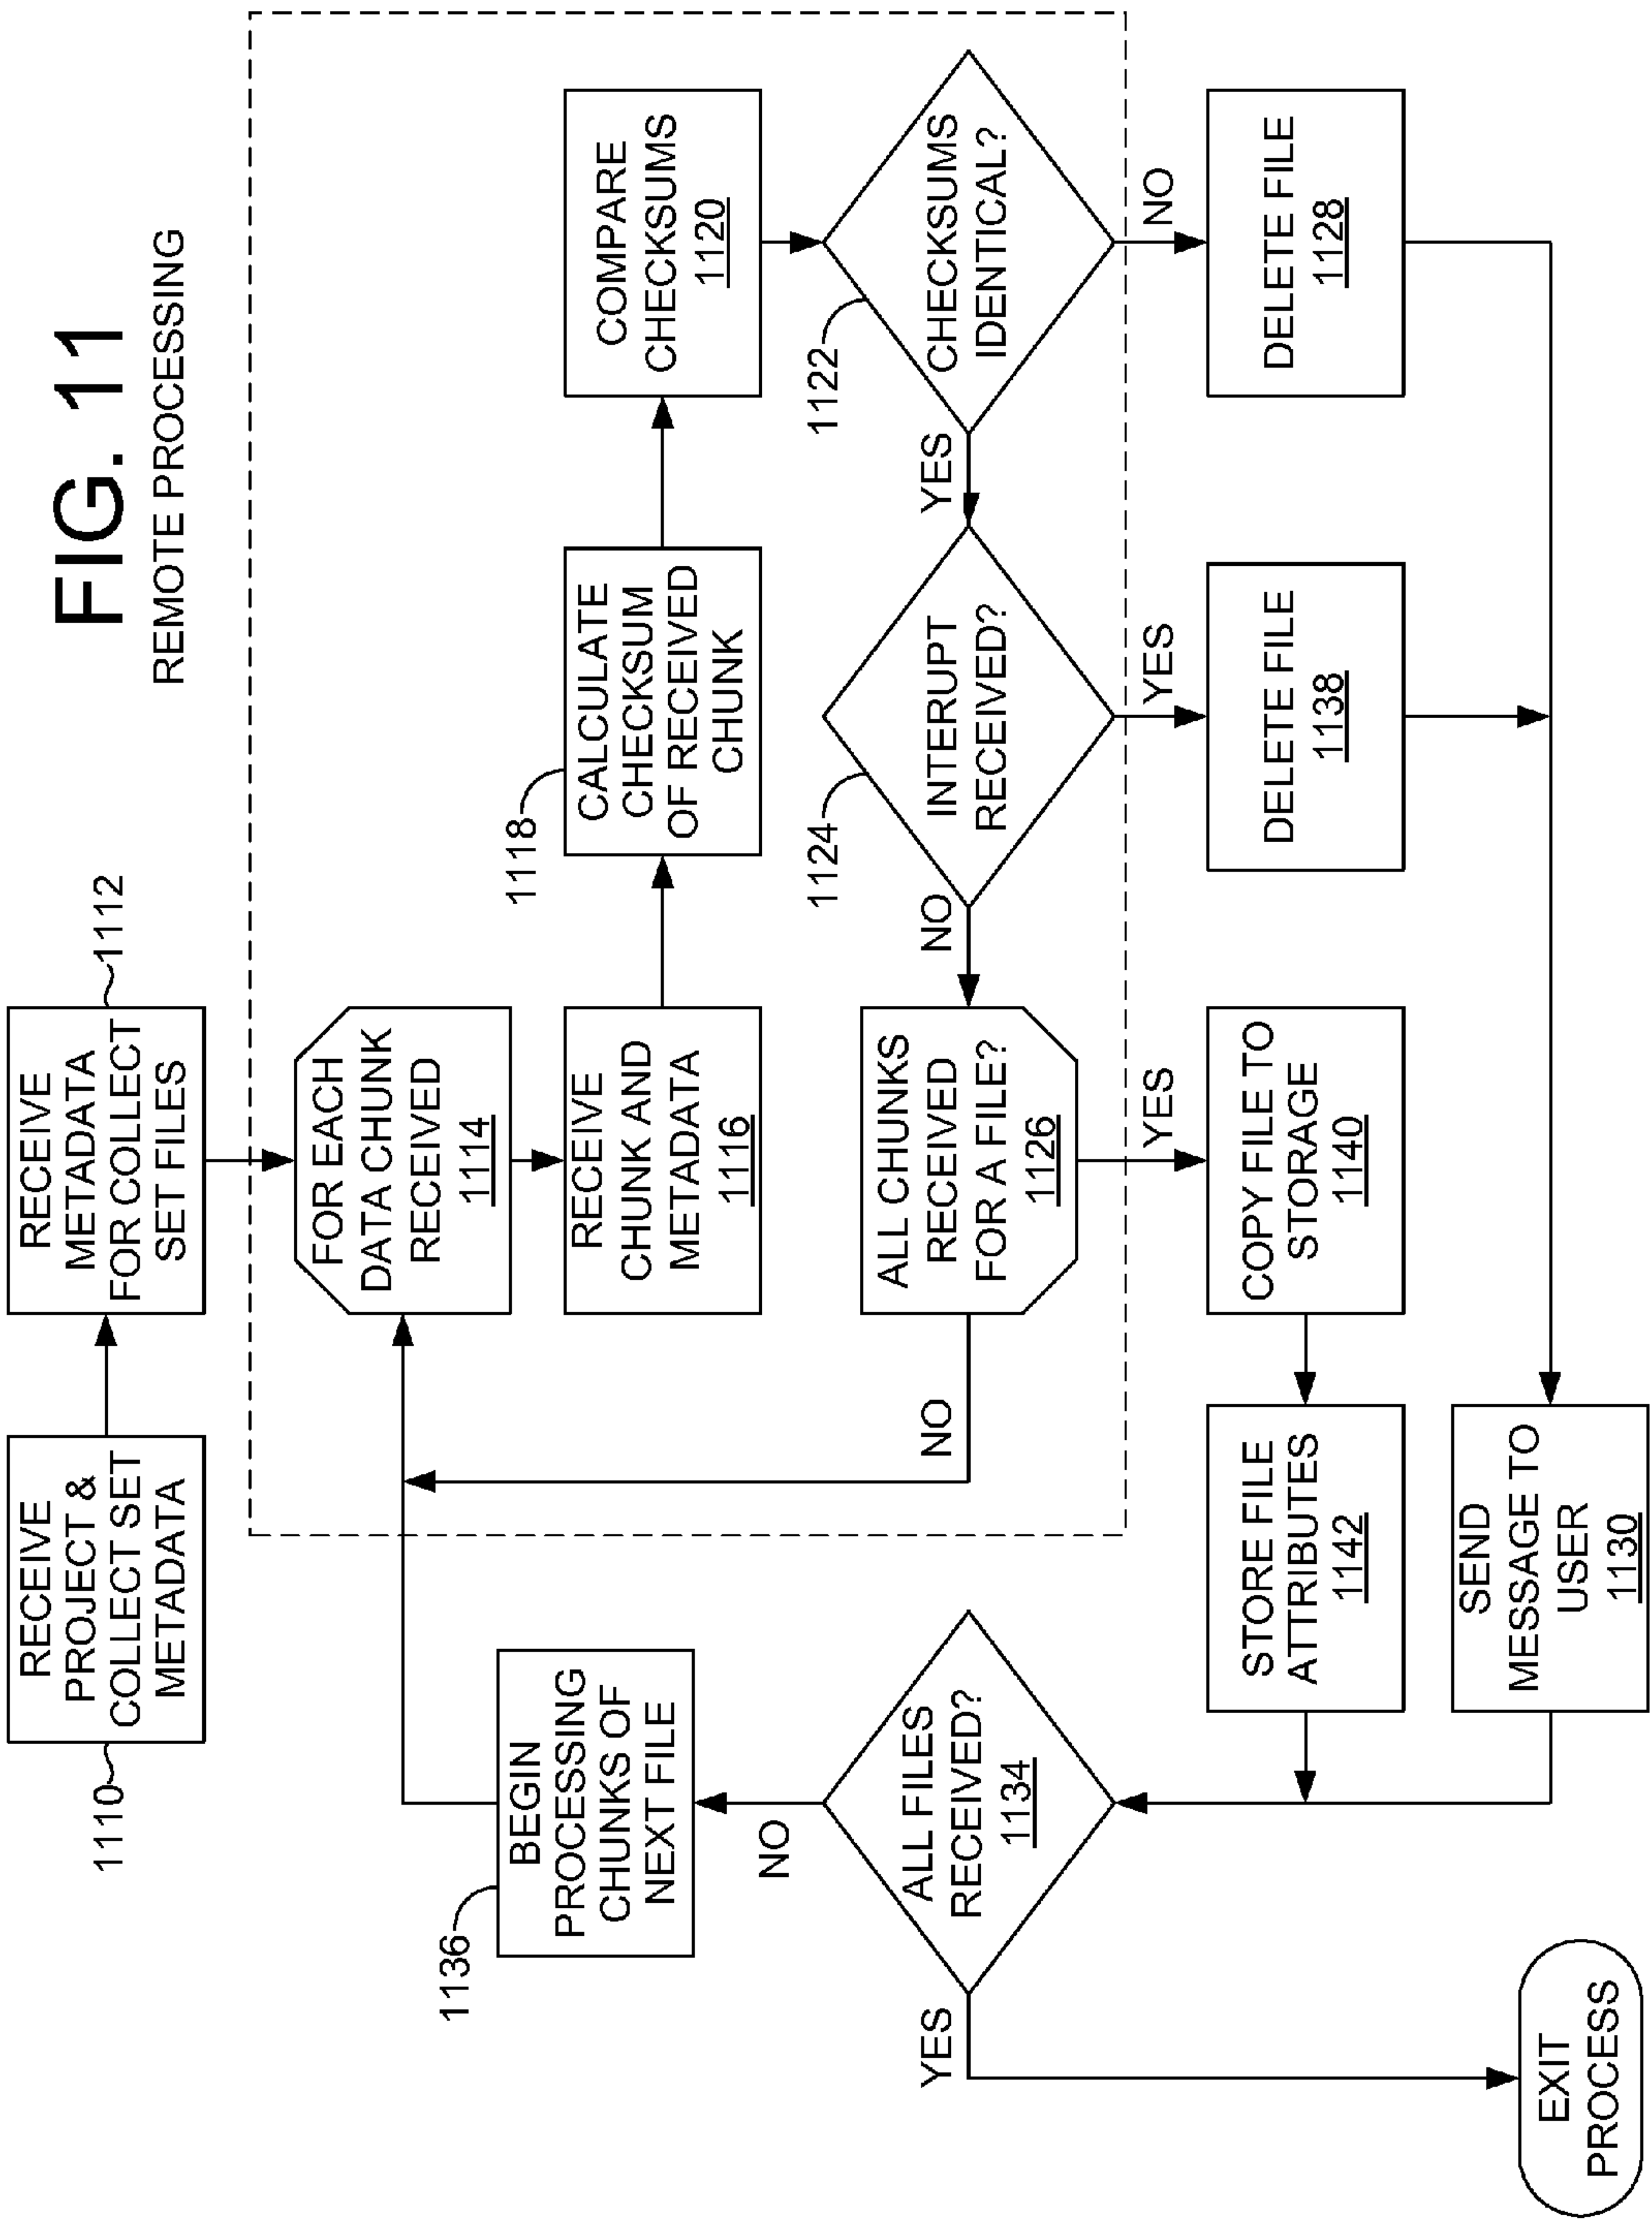 FIG. 11
REMOTE PROCESSING
1110
RECEIVE
PROJECT &
COLLECT SET
METADATA
RECEIVE
METADATA
FOR COLLECT
SET FILES
1112
FOR EACH
DATA CHUNK
RECEIVED
1114
RECEIVE
CHUNK AND
METADATA
1116
1118
CALCULATE
CHECKSUM
OF RECEIVED
CHUNK
COMPARE
CHECKSUMS
1120
1122
CHECKSUMS
IDENTICAL?
YES
NO
1124
INTERRUPT
RECEIVED?
NO
YES
ALL CHUNKS
RECEIVED
FOR A FILE?
1126
NO
YES
DELETE FILE
1128
DELETE FILE
1138
COPY FILE TO
STORAGE
1140
STORE FILE
ATTRIBUTES
1142
SEND
MESSAGE TO
USER
1130
ALL FILES
RECEIVED?
1134
NO
YES
1136
BEGIN
PROCESSING
CHUNKS OF
NEXT FILE
EXIT
PROCESS